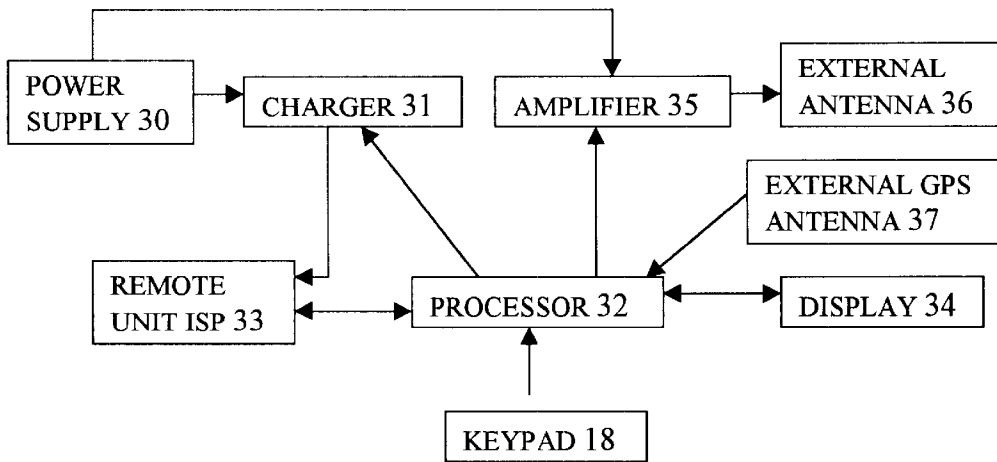 POWER
SUPPLY 30
CHARGER 31
AMPLIFIER 35
EXTERNAL
ANTENNA 36
EXTERNAL GPS
ANTENNA 37
REMOTE
UNIT ISP 33
PROCESSOR 32
DISPLAY 34
KEYPAD 18